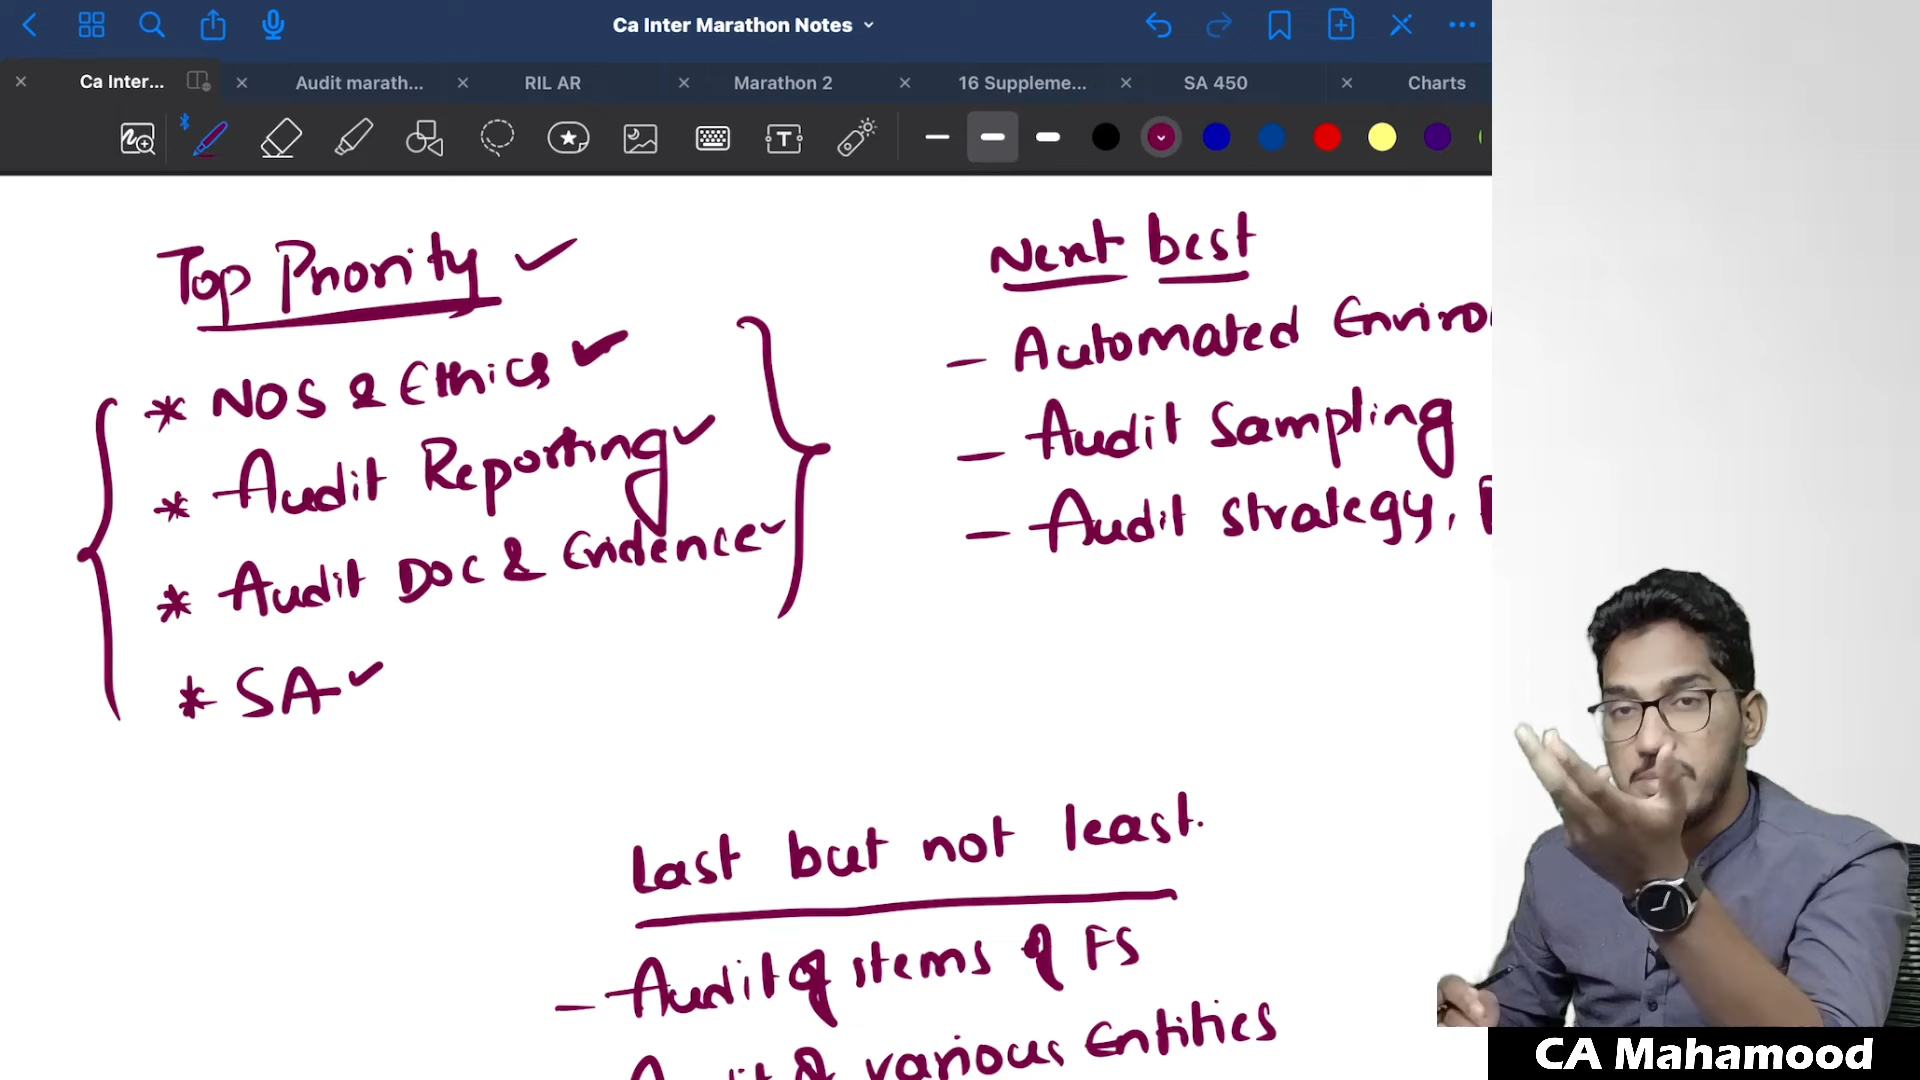 Ca Inter Marathon Notes
Ca Inter...
Audit marath...
RIL AR
Marathon 2
16 Suppleme...
SA 450
Charts
Top Priority
* NOS & Ethics
* Audit Reporting
* Audit Doc & Evidence
* SA
Next best
- Automated Enviro
- Audit Sampling
- Audit Strategy,
Last but not least.
- Audit of Items of FS
Audit of various Entities
CA Mahamood